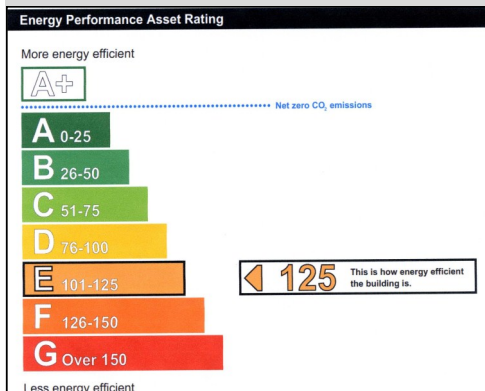 Energy Performance Asset Rating
More energy efficient
A+
Net zero CO₂ emissions
A 0-25
B 26-50
C 51-75
D 76-100
E 101-125
125 This is how energy efficient
the building is.
F 126-150
G Over 150
Less energy efficient